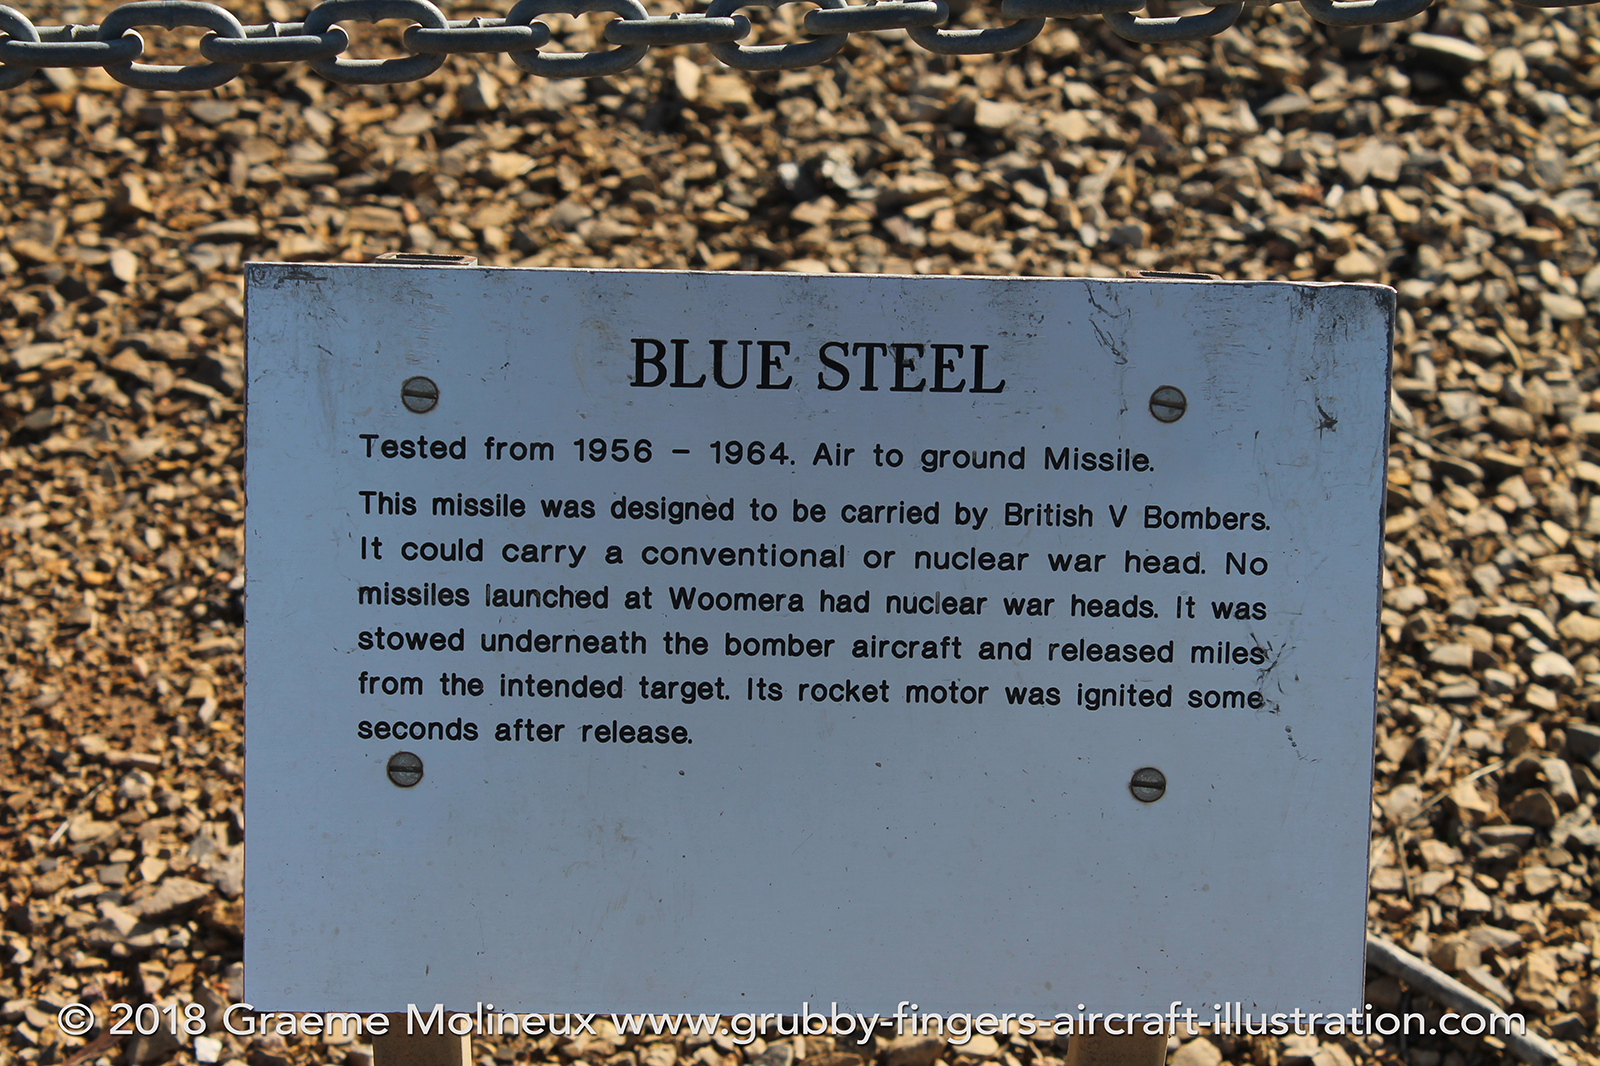 BLUE STEEL
Tested from 1956 – 1964. Air to ground Missile.
This missile was designed to be carried by British V Bombers.
It could carry a conventional or nuclear war head. No
missiles launched at Woomera had nuclear war heads. It was
stowed underneath the bomber aircraft and released miles
from the intended target. Its rocket motor was ignited some
seconds after release.
© 2018 Graeme Molineux www.grubby-fingers-aircraft-illustration.com